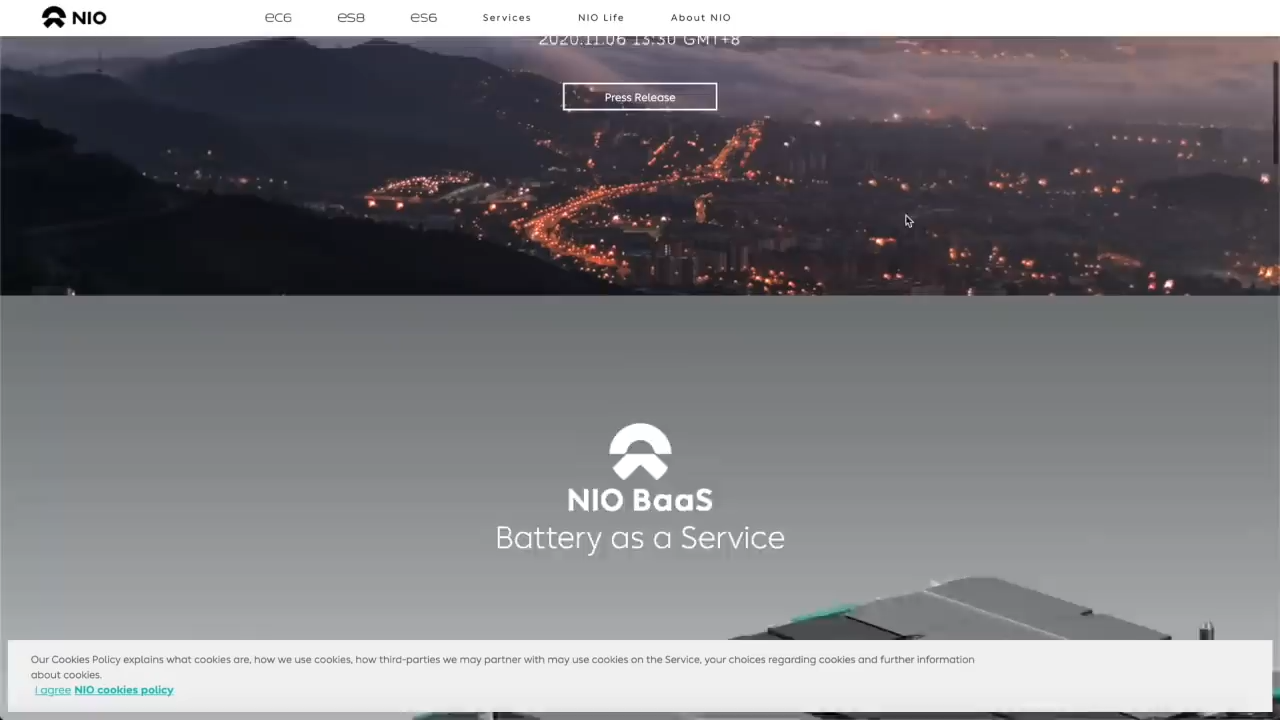 NIO
EC6
ES8
ES6
Services
NIO Life
About NIO
2020.11.06 13:30 GMT+8
Press Release
NIO BaaS
Battery as a Service
Our Cookies Policy explains what cookies are, how we use cookies, how third-parties we may partner with may use cookies on the Service, your choices regarding cookies and further information
about cookies.
I agree NIO cookies policy